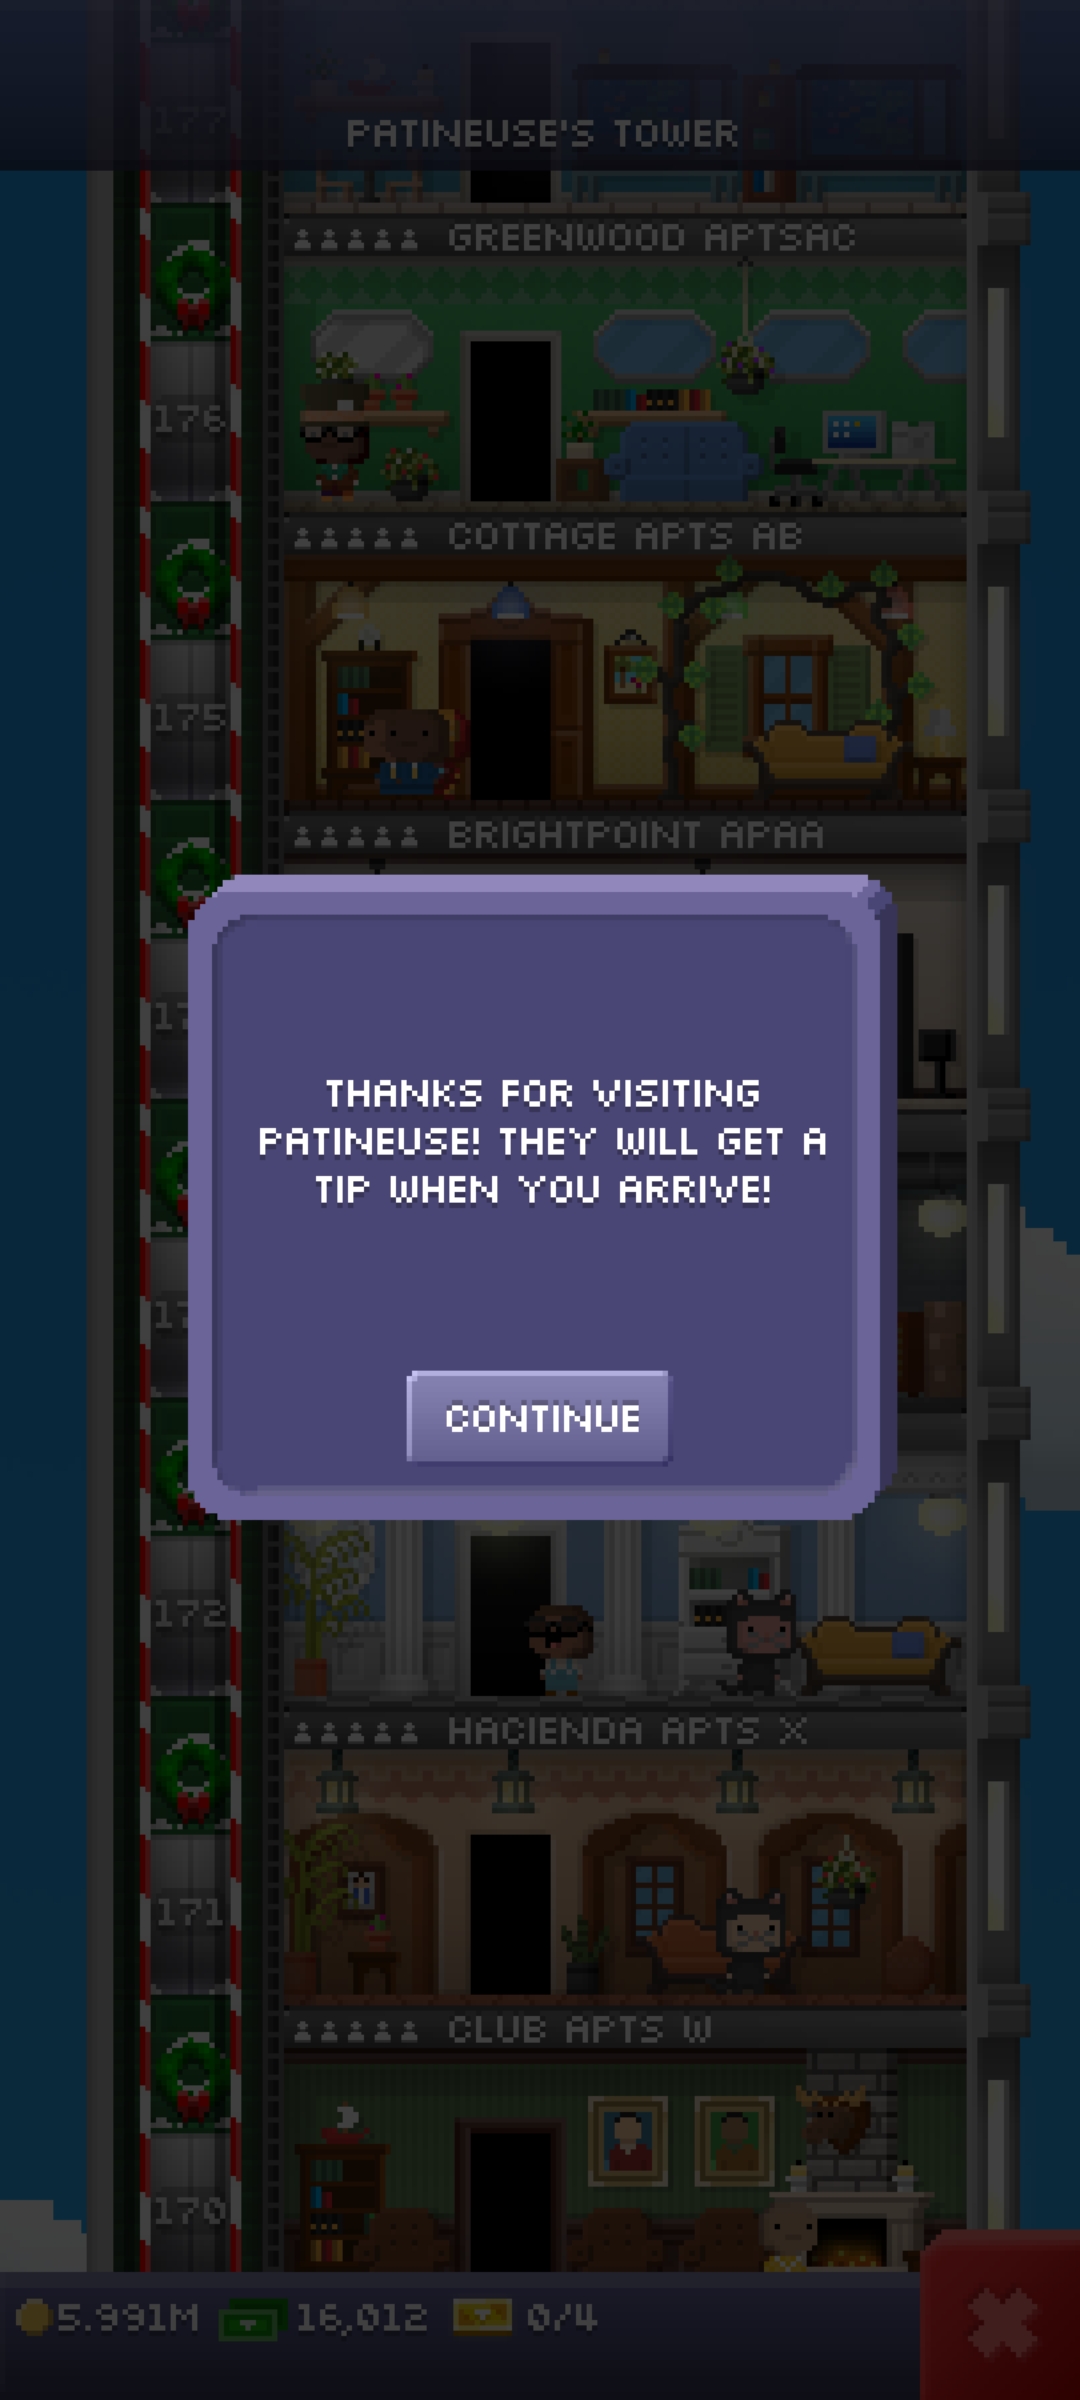 177
PATINEUSE'S TOWER
GREENWOOD APTSAC
176
COTTAGE APTS AB
175
BRIGHTPOINT APAA
THANKS FOR VISITING
PATINEUSE! THEY WILL GET A
TIP WHEN YOU ARRIVE!
CONTINUE
172
HACIENDA APTS X
171
CLUB APTS W
170
5.991M 16,012 0/4